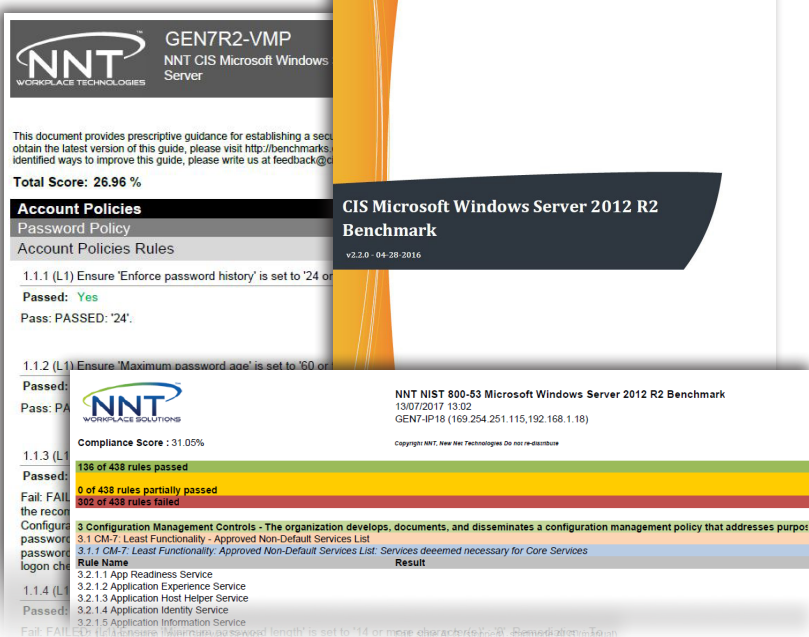 NNT
WORKPLACE TECHNOLOGIES
GEN7R2-VMP
NNT CIS Microsoft Windows
Server
This document provides prescriptive guidance for establishing a secu
obtain the latest version of this guide, please visit http://benchmarks.
identified ways to improve this guide, please write us at feedback@ci
Total Score: 26.96 %
Account Policies
Password Policy
Account Policies Rules
1.1.1 (L1) Ensure 'Enforce password history' is set to '24 or
Passed: Yes
Pass: PASSED: '24'.
1.1.2 (L1) Ensure 'Maximum password age' is set to '60 or
Passed:
Pass: PA
1.1.3 (L1
Passed:
Fail: FAIL
the recom
Configura
password
password
logon che
1.1.4 (L1
Passed:
CIS Microsoft Windows Server 2012 R2
Benchmark
v2.2.0 - 04-28-2016
NNT
WORKPLACE SOLUTIONS
NNT NIST 800-53 Microsoft Windows Server 2012 R2 Benchmark
13/07/2017 13:02
GEN7-IP18 (169.254.251.115,192.168.1.18)
Compliance Score : 31.05%
Copyright NNT, New Net Technologies Do not re-distribute
136 of 438 rules passed
0 of 438 rules partially passed
302 of 438 rules failed
3 Configuration Management Controls - The organization develops, documents, and disseminates a configuration management policy that addresses purpos
3.1 CM-7: Least Functionality - Approved Non-Default Services List
3.1.1 CM-7: Least Functionality: Approved Non-Default Services List: Services deeemed necessary for Core Services
Rule Name Result
3.2.1.1 App Readiness Service
3.2.1.2 Application Experience Service
3.2.1.3 Application Host Helper Service
3.2.1.4 Application Identity Service
3.2.1.5 Application Information Service